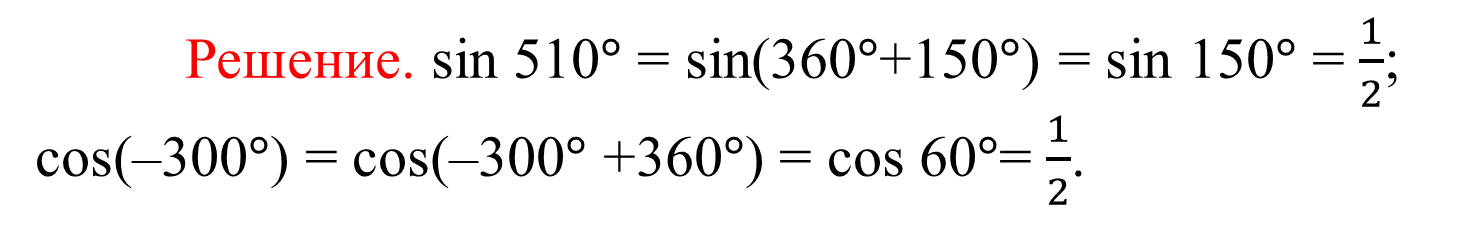 Решение. sin 510° = sin(360°+150°) = sin 150° = 1/2;
cos(–300°) = cos(–300° +360°) = cos 60°= 1/2.